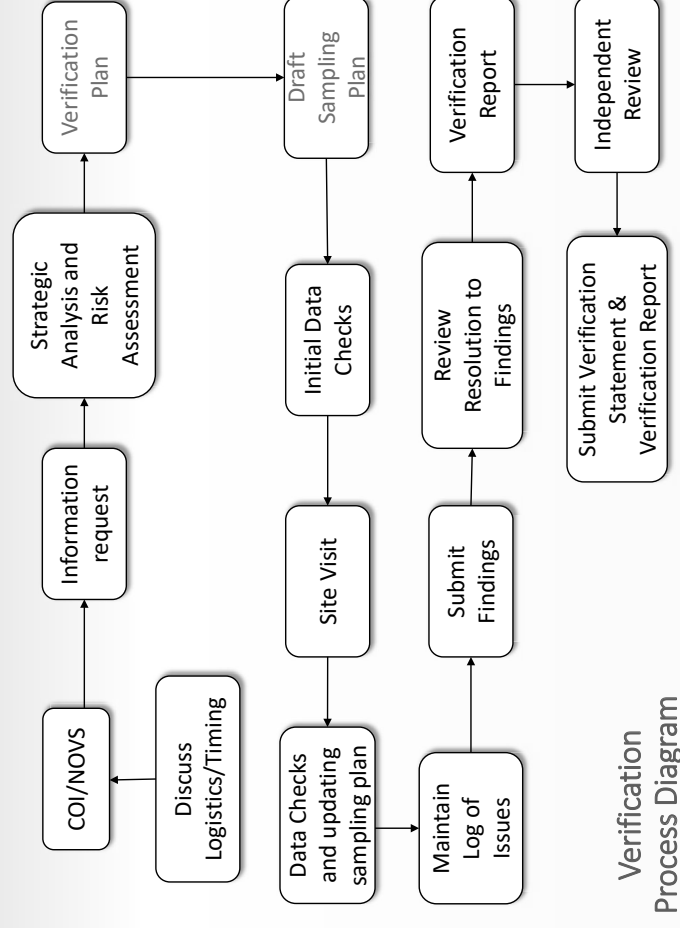 Discuss
Logistics/Timing
COI/NOVS
Information
request
Strategic
Analysis and
Risk
Assessment
Verification
Plan
Draft
Sampling
Plan
Initial Data
Checks
Site Visit
Data Checks
and updating
sampling plan
Maintain
Log of
Issues
Submit
Findings
Review
Resolution to
Findings
Verification
Report
Independent
Review
Submit Verification
Statement &
Verification Report
Verification
Process Diagram